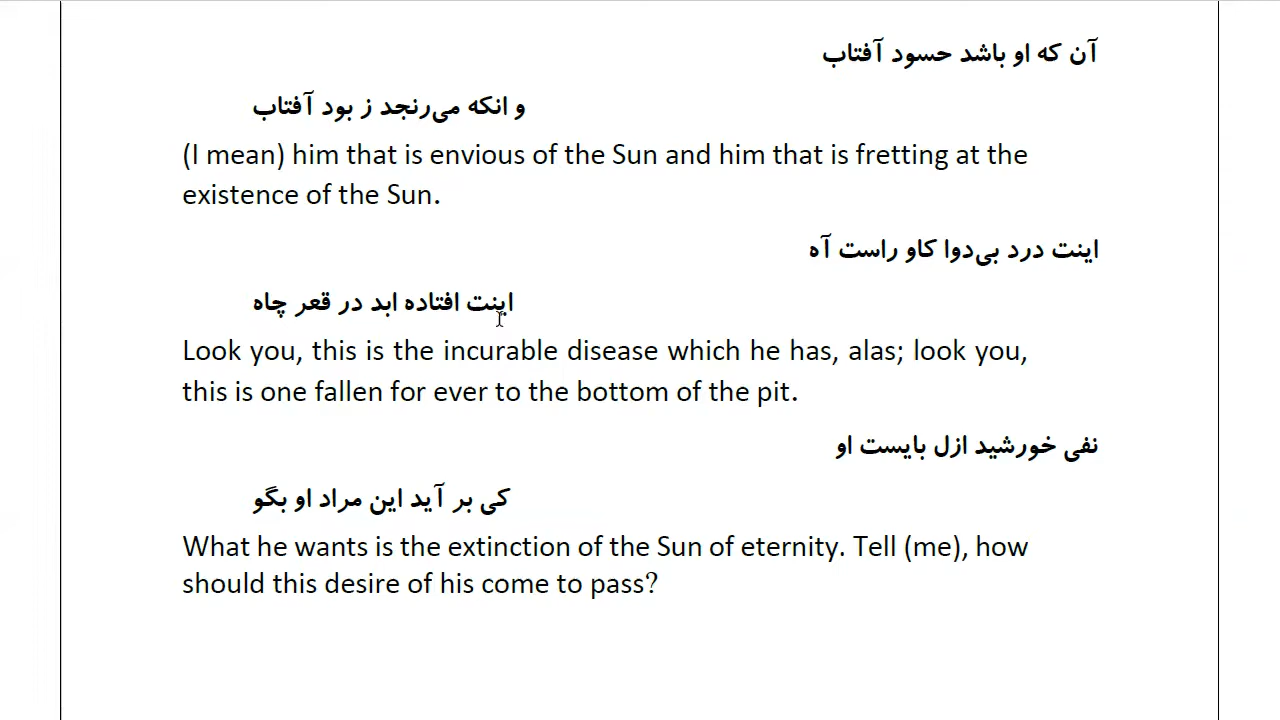 آن که او باشد حسود آفتاب
و انکه می‌رنجد ز بود آفتاب
(I mean) him that is envious of the Sun and him that is fretting at the
existence of the Sun.
اینت درد بی‌دوا کاو راست آه
اینت افتاده ابد در قعر چاه
Look you, this is the incurable disease which he has, alas; look you,
this is one fallen for ever to the bottom of the pit.
نفی خورشید ازل بایست او
کی بر آید این مراد او بگو
What he wants is the extinction of the Sun of eternity. Tell (me), how
should this desire of his come to pass?